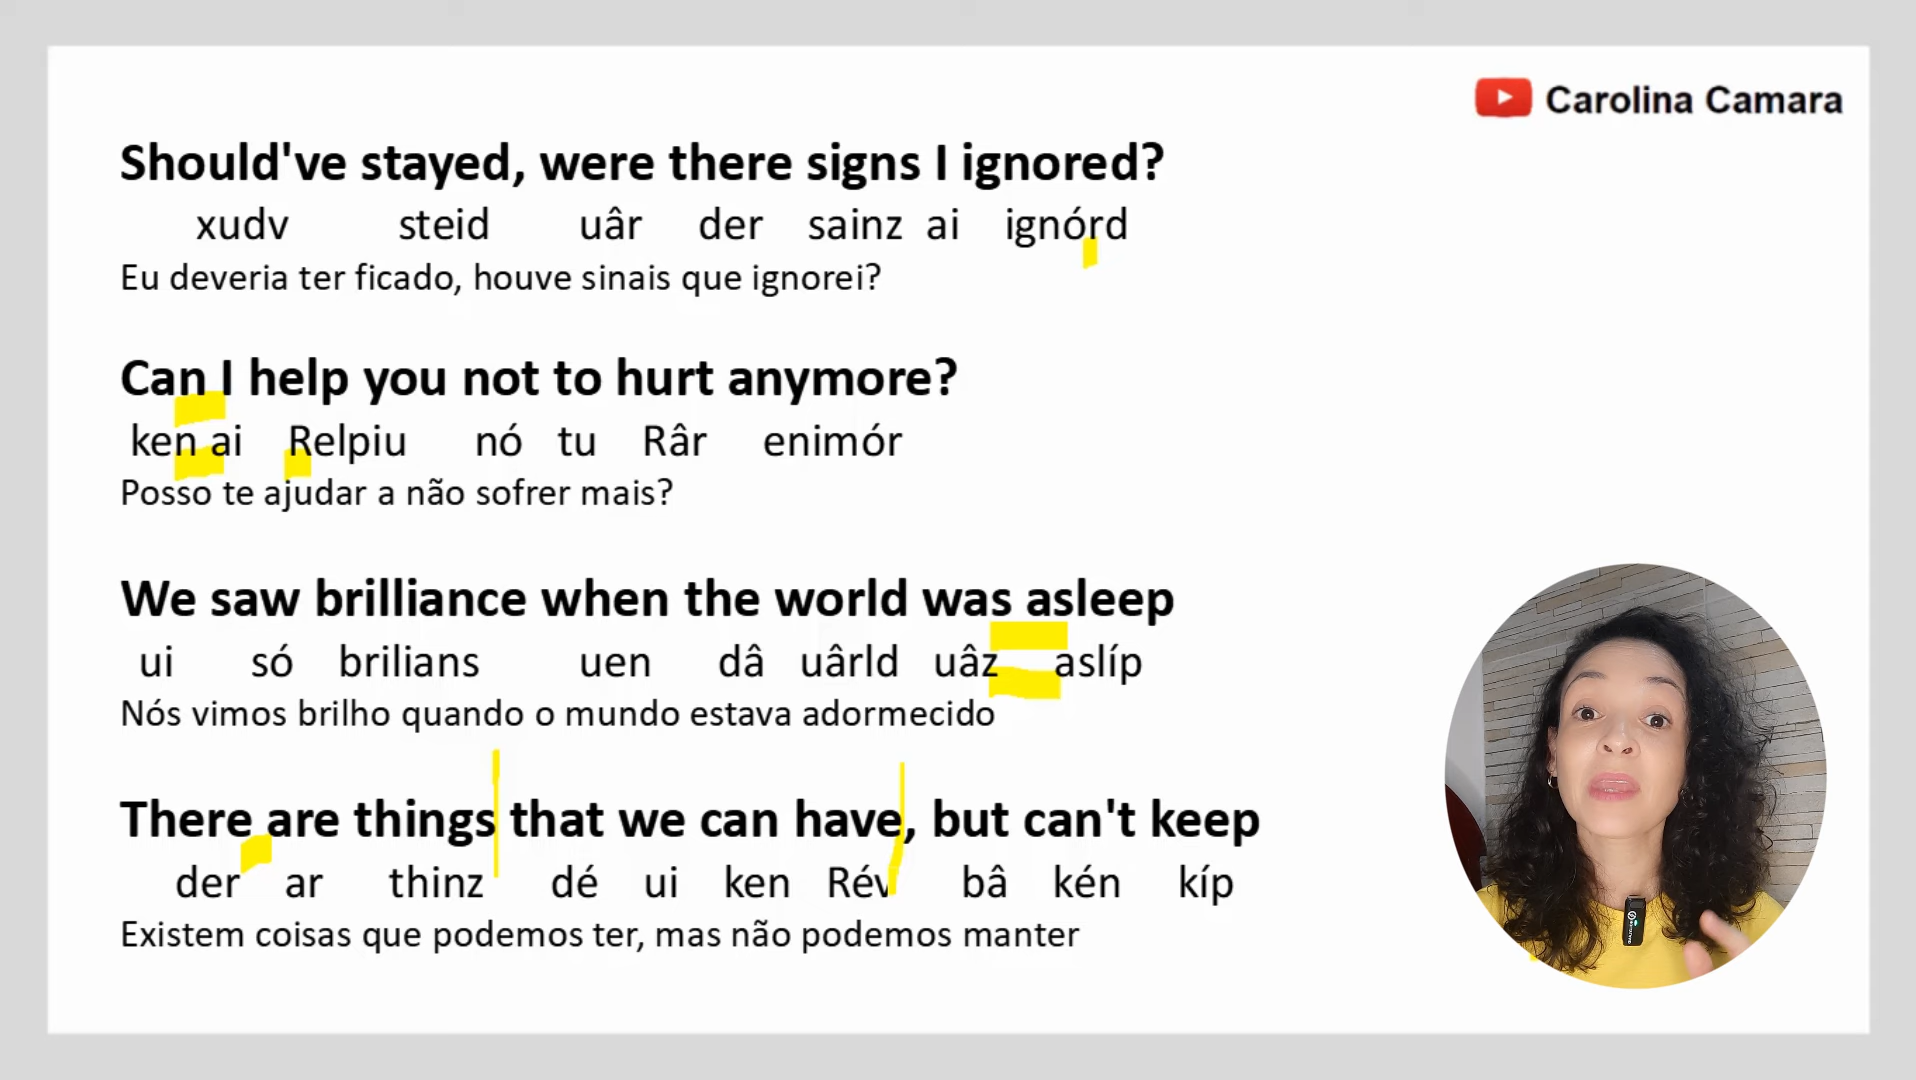 Carolina Camara
Should've stayed, were there signs I ignored?
xudv steid uâr der sainz ai ignórd
Eu deveria ter ficado, houve sinais que ignorei?
Can I help you not to hurt anymore?
ken ai Relpiu nó tu Râr enimór
Posso te ajudar a não sofrer mais?
We saw brilliance when the world was asleep
ui só brilians uen dâ uârld uâz aslíp
Nós vimos brilho quando o mundo estava adormecido
There are things that we can have, but can't keep
der ar thinz dé ui ken Rév bâ kén kíp
Existem coisas que podemos ter, mas não podemos manter